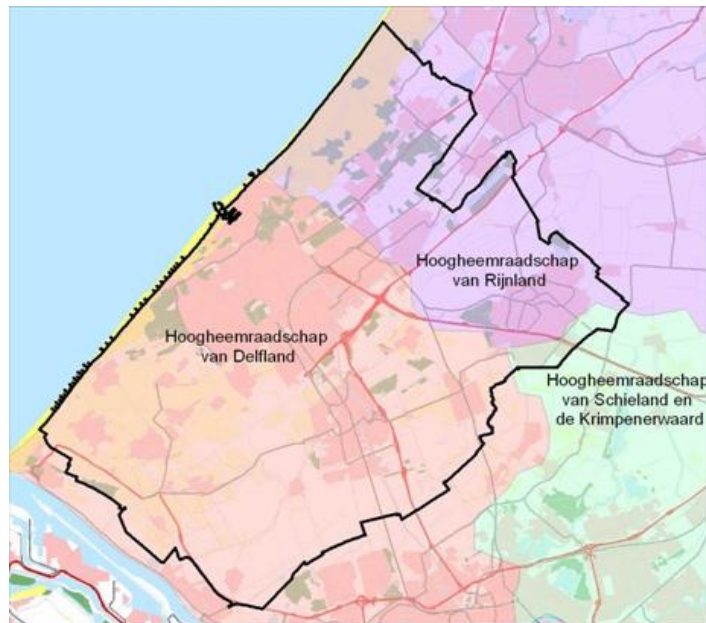 Hoogheemraadschap
van Rijnland
Hoogheemraadschap
van Delfland
Hoogheemraadschap
van Schieland en
de Krimpenerwaard